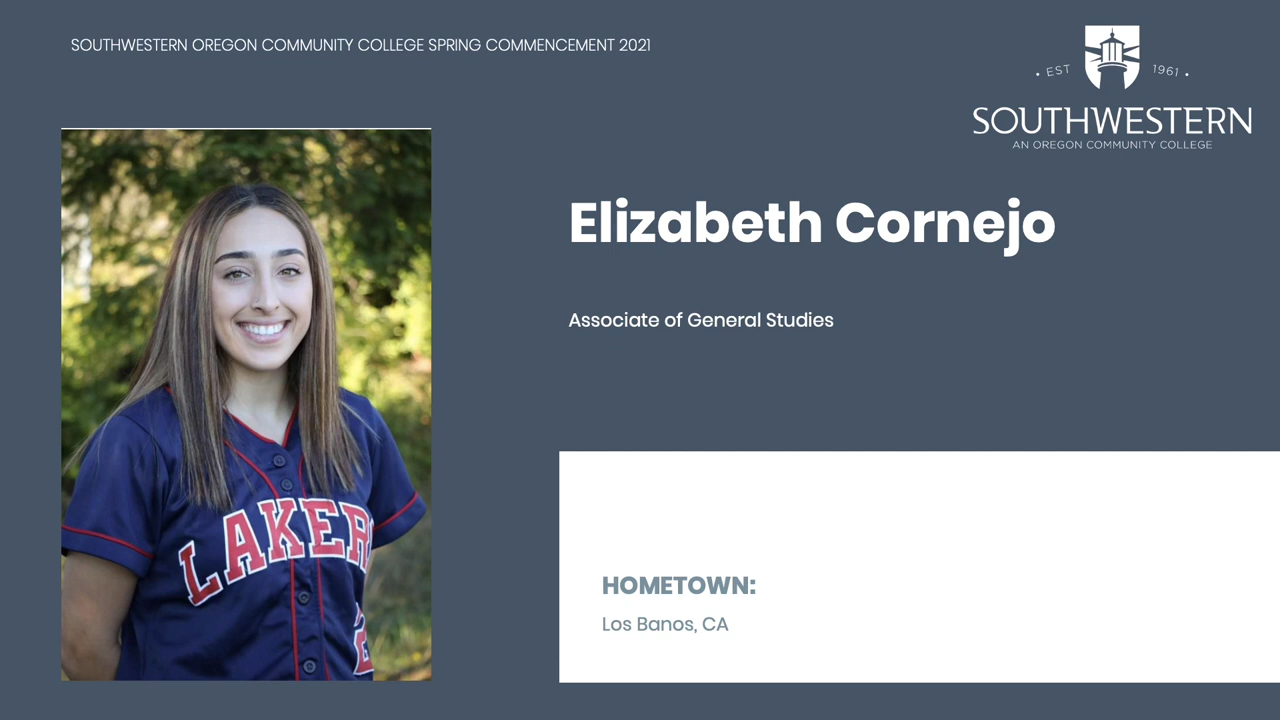 SOUTHWESTERN OREGON COMMUNITY COLLEGE SPRING COMMENCEMENT 2021
• EST 1961 •
SOUTHWESTERN
AN OREGON COMMUNITY COLLEGE
Elizabeth Cornejo
Associate of General Studies
LAKER
2
HOMETOWN:
Los Banos, CA